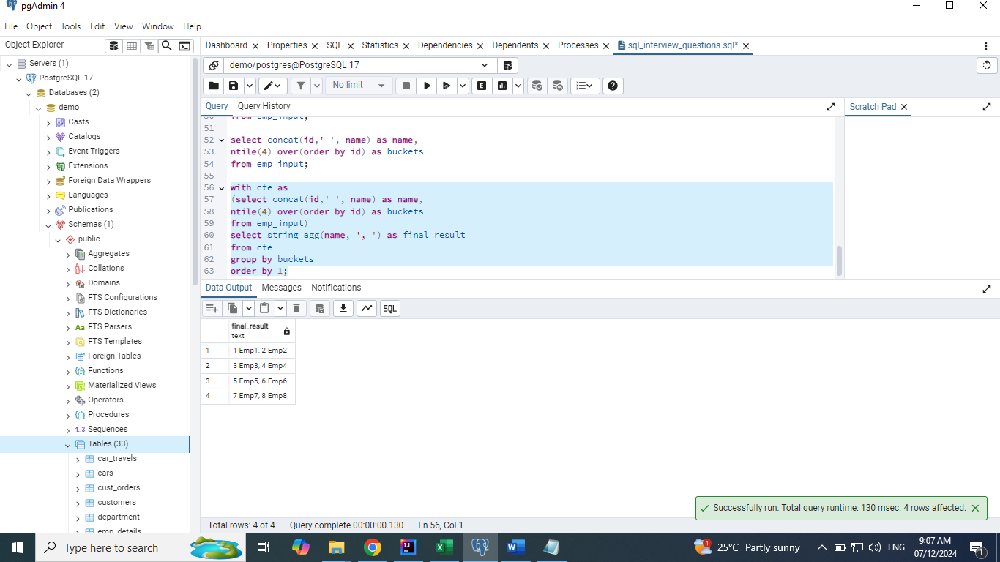 pgAdmin 4
File Object Tools Edit View Window Help
Object Explorer
Servers (1)
PostgreSQL 17
Databases (2)
demo
Casts
Catalogs
Event Triggers
Extensions
Foreign Data Wrappers
Languages
Publications
Schemas (1)
public
Aggregates
Collations
Domains
FTS Configurations
FTS Dictionaries
Aa FTS Parsers
FTS Templates
Foreign Tables
Functions
Materialized Views
Operators
Procedures
1..3 Sequences
Tables (33)
car_travels
cars
cust_orders
customers
department
emp_details
Dashboard Properties SQL Statistics Dependencies Dependents Processes sql_interview_questions.sql*
demo/postgres@PostgreSQL 17
No limit E
Query Query History
Scratch Pad
50 from emp_input;
51
52 select concat(id,' ', name) as name,
53 ntile(4) over(order by id) as buckets
54 from emp_input;
55
56 with cte as
57 (select concat(id,' ', name) as name,
58 ntile(4) over(order by id) as buckets
59 from emp_input)
60 select string_agg(name, ', ') as final_result
61 from cte
62 group by buckets
63 order by 1;
Data Output Messages Notifications
SQL
final_result
text
1 1 Emp1, 2 Emp2
2 3 Emp3, 4 Emp4
3 5 Emp5, 6 Emp6
4 7 Emp7, 8 Emp8
Successfully run. Total query runtime: 130 msec. 4 rows affected.
Total rows: 4 of 4 Query complete 00:00:00.130 Ln 56, Col 1
Type here to search
1
25°C Partly sunny
ENG
9:07 AM
07/12/2024
1